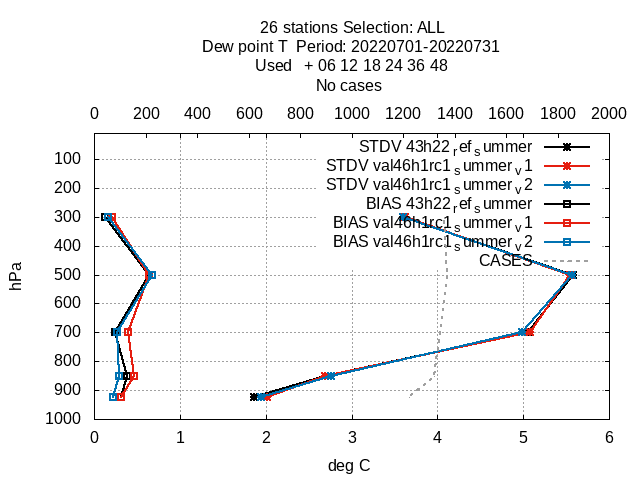 26 stations Selection: ALL
Dew point T  Period: 20220701-20220731
Used   + 06 12 18 24 36 48
No cases
0 200 400 600 800 1000 1200 1400 1600 1800 2000
STDV 43h22_ref_summer
STDV val46h1rc1_summer_v1
STDV val46h1rc1_summer_v2
BIAS 43h22_ref_summer
BIAS val46h1rc1_summer_v1
BIAS val46h1rc1_summer_v2
CASES
hPa
100
200
300
400
500
600
700
800
900
1000
0 1 2 3 4 5 6
deg C